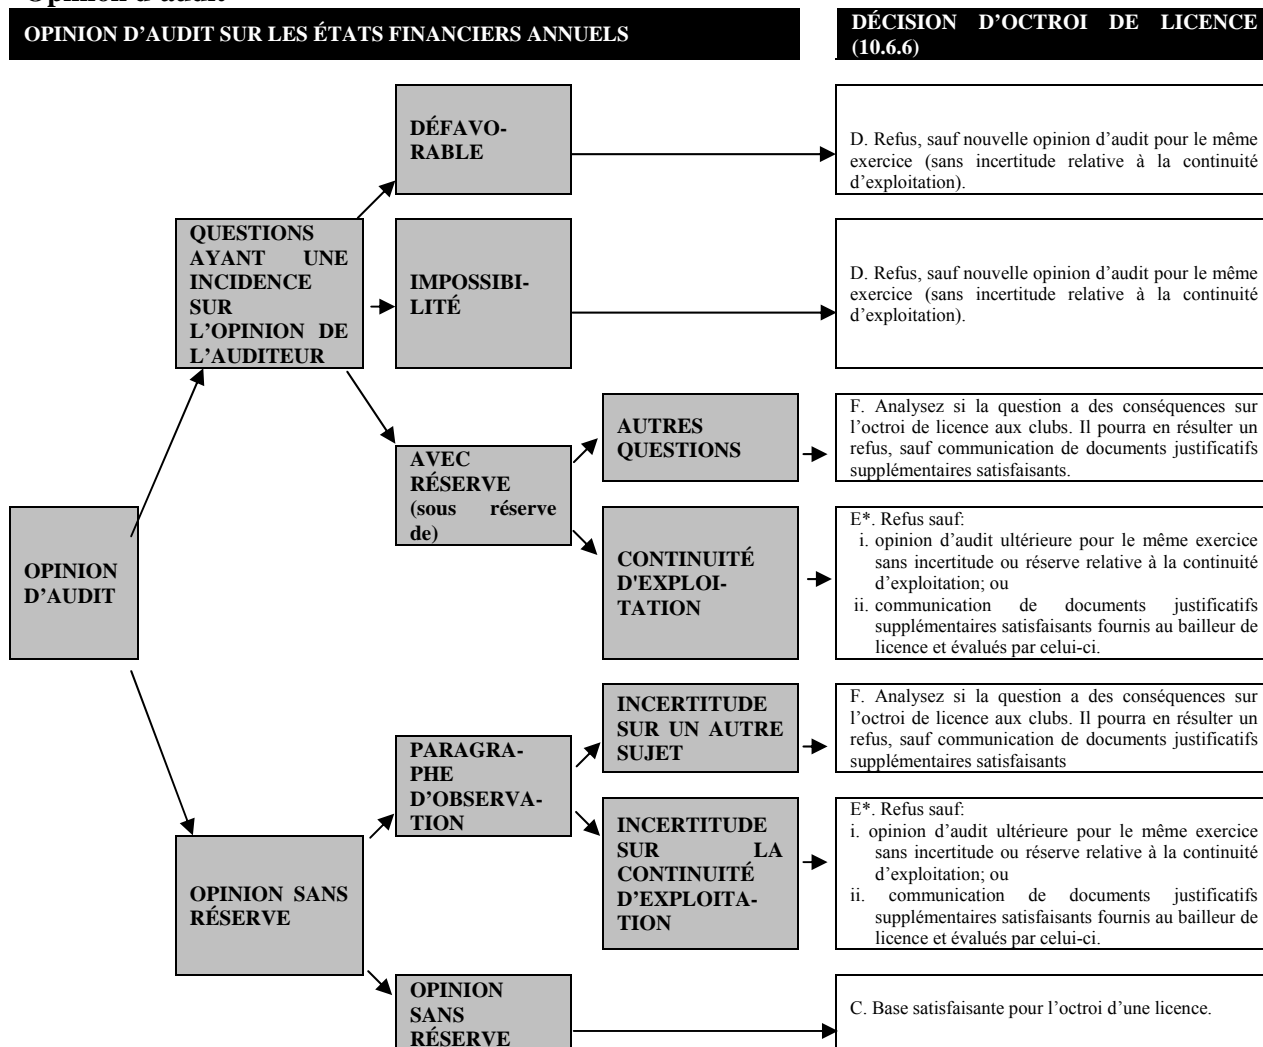 Opinion d'audit
OPINION D'AUDIT SUR LES ÉTATS FINANCIERS ANNUELS
DÉCISION D'OCTROI DE LICENCE
(10.6.6)
DÉFAVO-
RABLE
D. Refus, sauf nouvelle opinion d'audit pour le même
exercice (sans incertitude relative à la continuité
d'exploitation).
QUESTIONS
AYANT UNE
INCIDENCE
SUR
L'OPINION DE
L'AUDITEUR
IMPOSSIBI-
LITÉ
D. Refus, sauf nouvelle opinion d'audit pour le même
exercice (sans incertitude relative à la continuité
d'exploitation).
AVEC
RÉSERVE
(sous réserve
de)
AUTRES
QUESTIONS
F. Analysez si la question a des conséquences sur
l'octroi de licence aux clubs. Il pourra en résulter un
refus, sauf communication de documents justificatifs
supplémentaires satisfaisants.
CONTINUITÉ
D'EXPLOI-
TATION
E*. Refus sauf:
i. opinion d'audit ultérieure pour le même exercice
sans incertitude ou réserve relative à la continuité
d'exploitation; ou
ii. communication de documents justificatifs
supplémentaires satisfaisants fournis au bailleur de
licence et évalués par celui-ci.
OPINION
D'AUDIT
PARAGRA-
PHE
D'OBSERVA-
TION
INCERTITUDE
SUR UN AUTRE
SUJET
F. Analysez si la question a des conséquences sur
l'octroi de licence aux clubs. Il pourra en résulter un
refus, sauf communication de documents justificatifs
supplémentaires satisfaisants
INCERTITUDE
SUR LA
CONTINUITÉ
D'EXPLOITA-
TION
E*. Refus sauf:
i. opinion d'audit ultérieure pour le même exercice
sans incertitude ou réserve relative à la continuité
d'exploitation; ou
ii. communication de documents justificatifs
supplémentaires satisfaisants fournis au bailleur de
licence et évalués par celui-ci.
OPINION SANS
RÉSERVE
OPINION
SANS
RÉSERVE
C. Base satisfaisante pour l'octroi d'une licence.